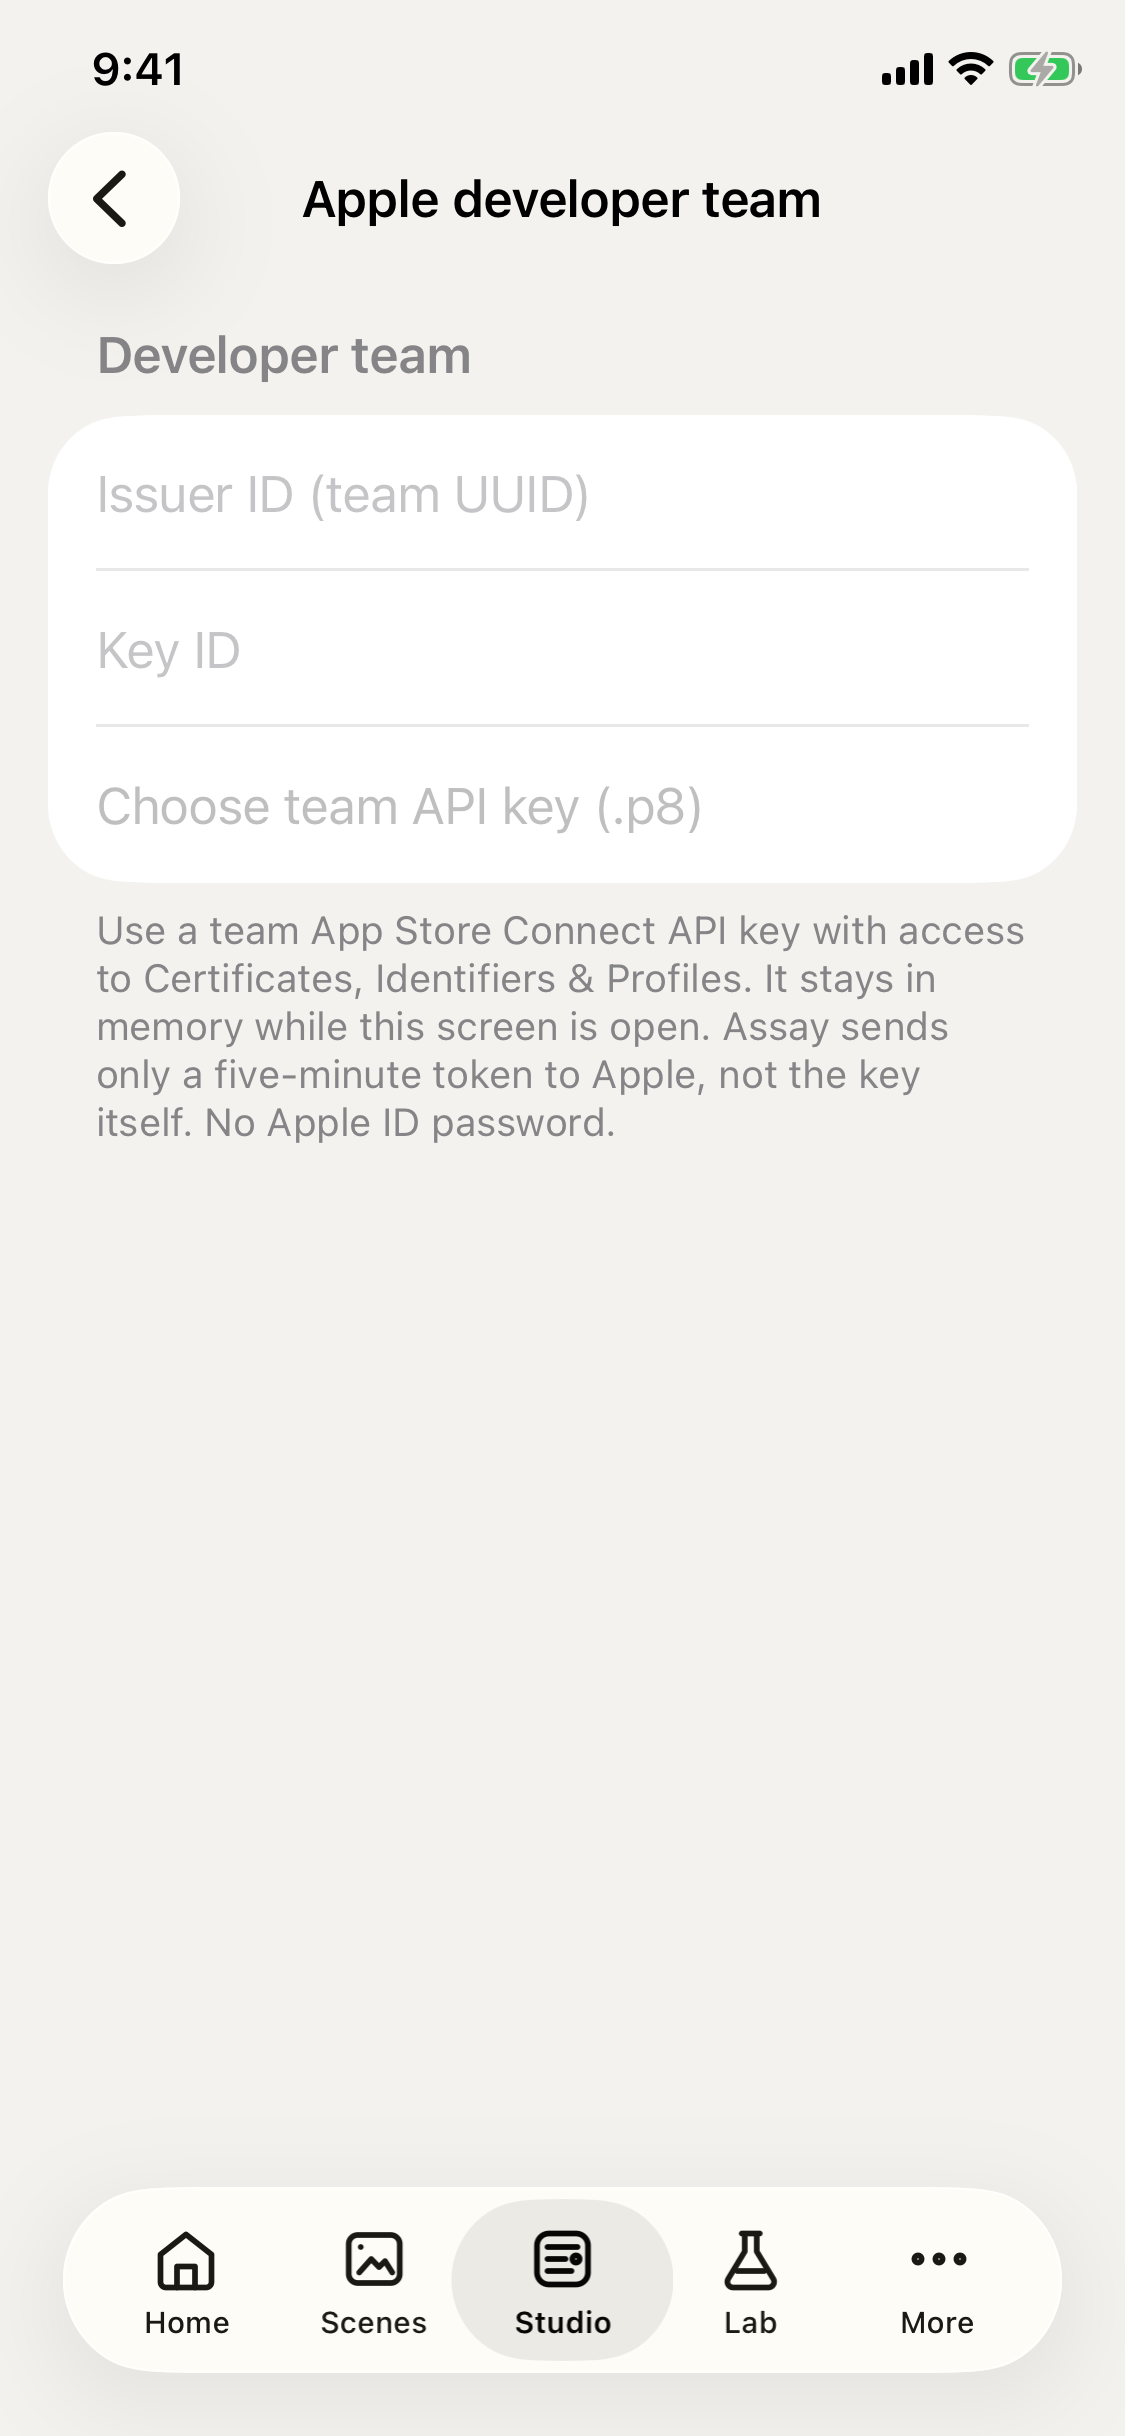 9:41
Apple developer team
Developer team
Issuer ID (team UUID)
Key ID
Choose team API key (.p8)
Use a team App Store Connect API key with access
to Certificates, Identifiers & Profiles. It stays in
memory while this screen is open. Assay sends
only a five-minute token to Apple, not the key
itself. No Apple ID password.
Home
Scenes
Studio
Lab
More